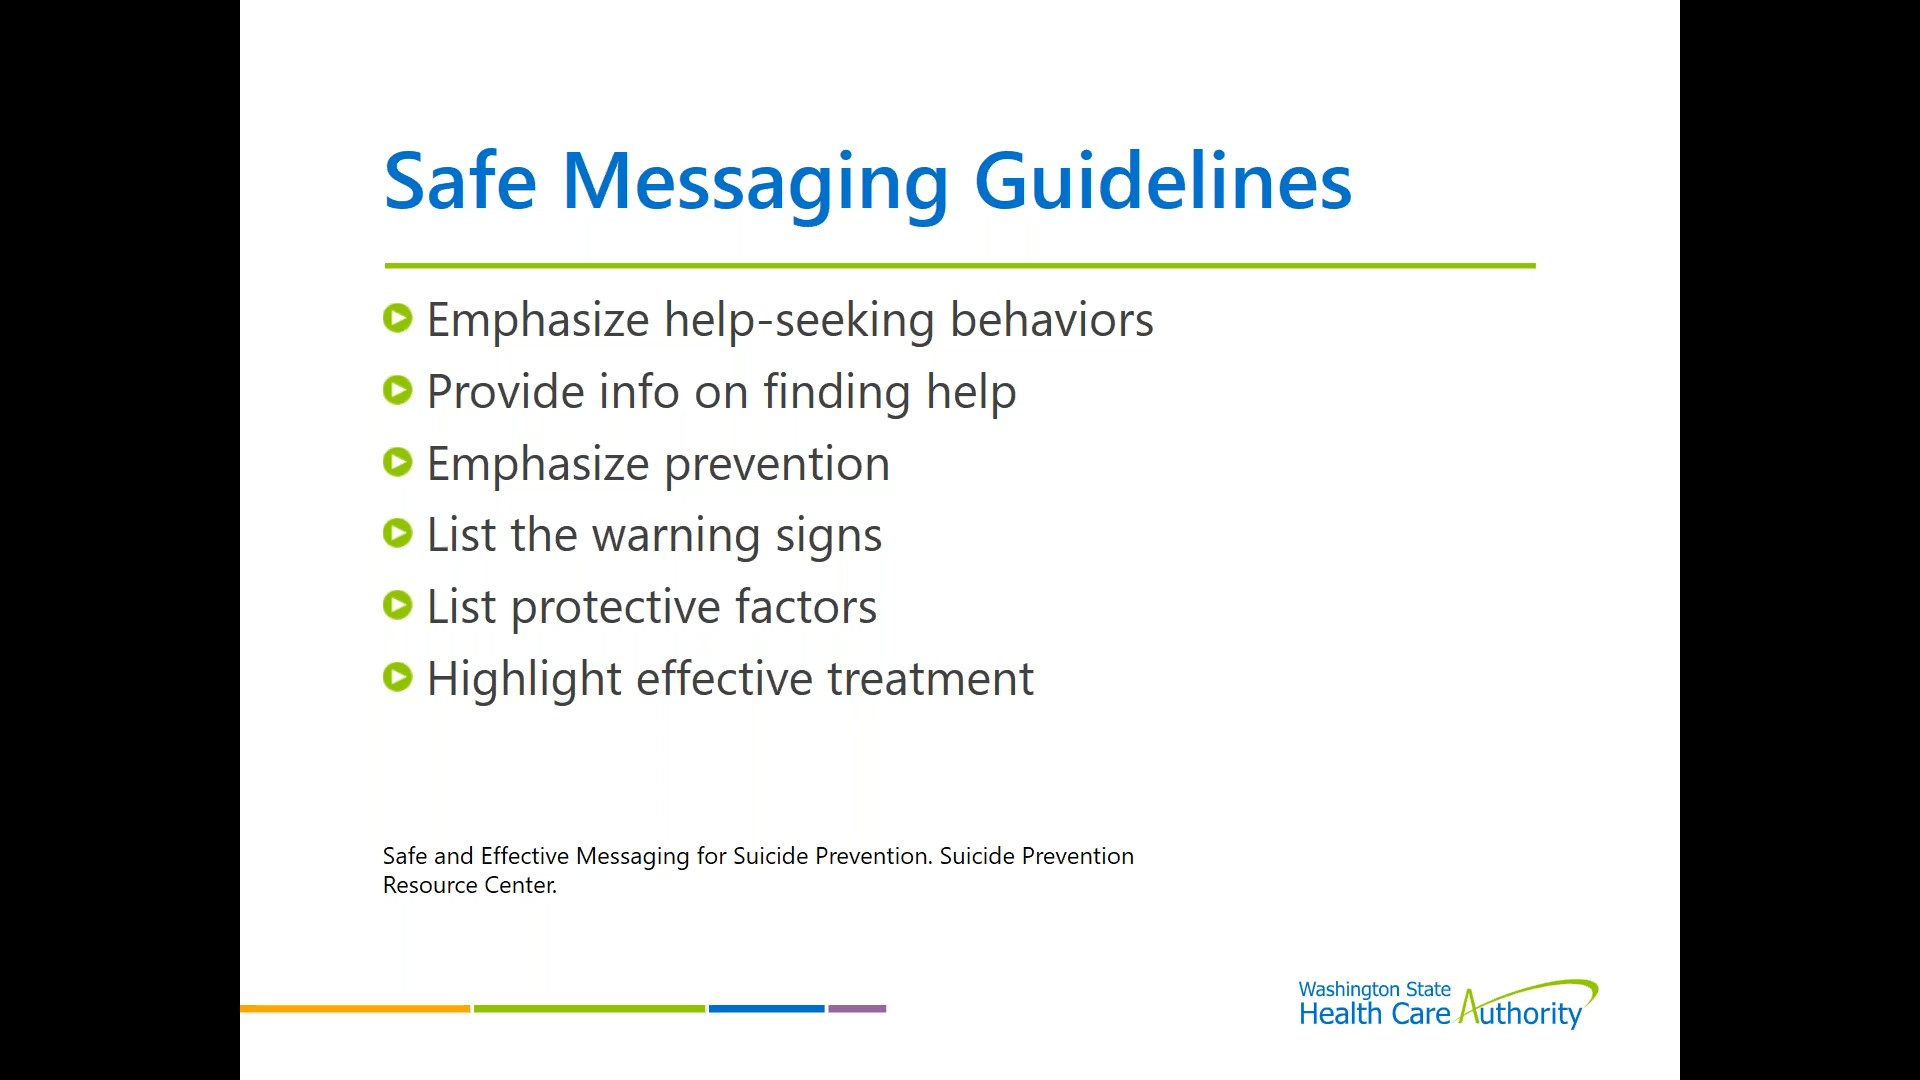 Safe Messaging Guidelines
Emphasize help-seeking behaviors
Provide info on finding help
Emphasize prevention
List the warning signs
List protective factors
Highlight effective treatment
Safe and Effective Messaging for Suicide Prevention. Suicide Prevention
Resource Center.
Washington State
Health Care Authority